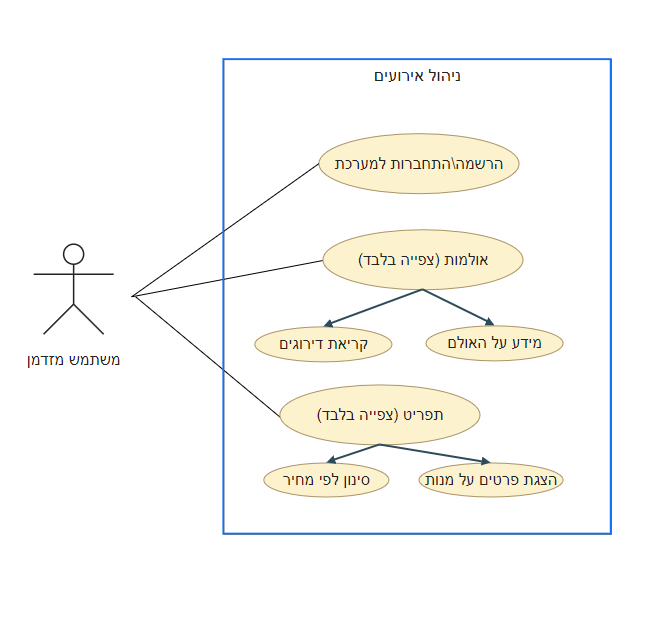 ניהול אירועים
הרשמה\התחברות למערכת
אולמות (צפייה בלבד)
מידע על האולם
קריאת דירוגים
משתמש מזדמן
תפריט (צפייה בלבד)
הצגת פרטים על מנות
סינון לפי מחיר